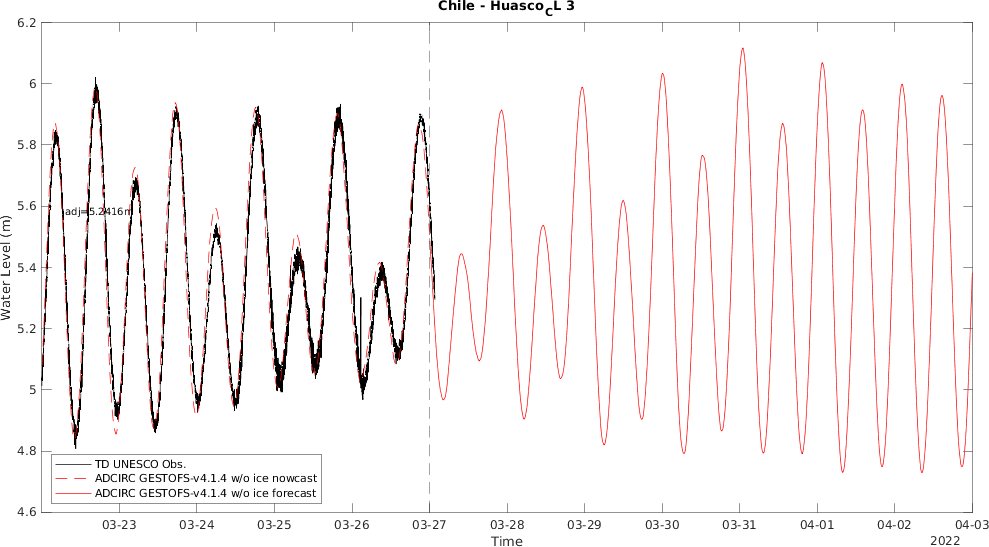 Chile - Huasco_CL 3
Water Level (m)
6.2
6
5.8
5.6
5.4
5.2
5
4.8
4.6
adj=5.2416m
TD UNESCO Obs.
ADCIRC GESTOFS-v4.1.4 w/o ice nowcast
ADCIRC GESTOFS-v4.1.4 w/o ice forecast
03-23 03-24 03-25 03-26 03-27 03-28 03-29 03-30 03-31 04-01 04-02 04-03
Time
2022